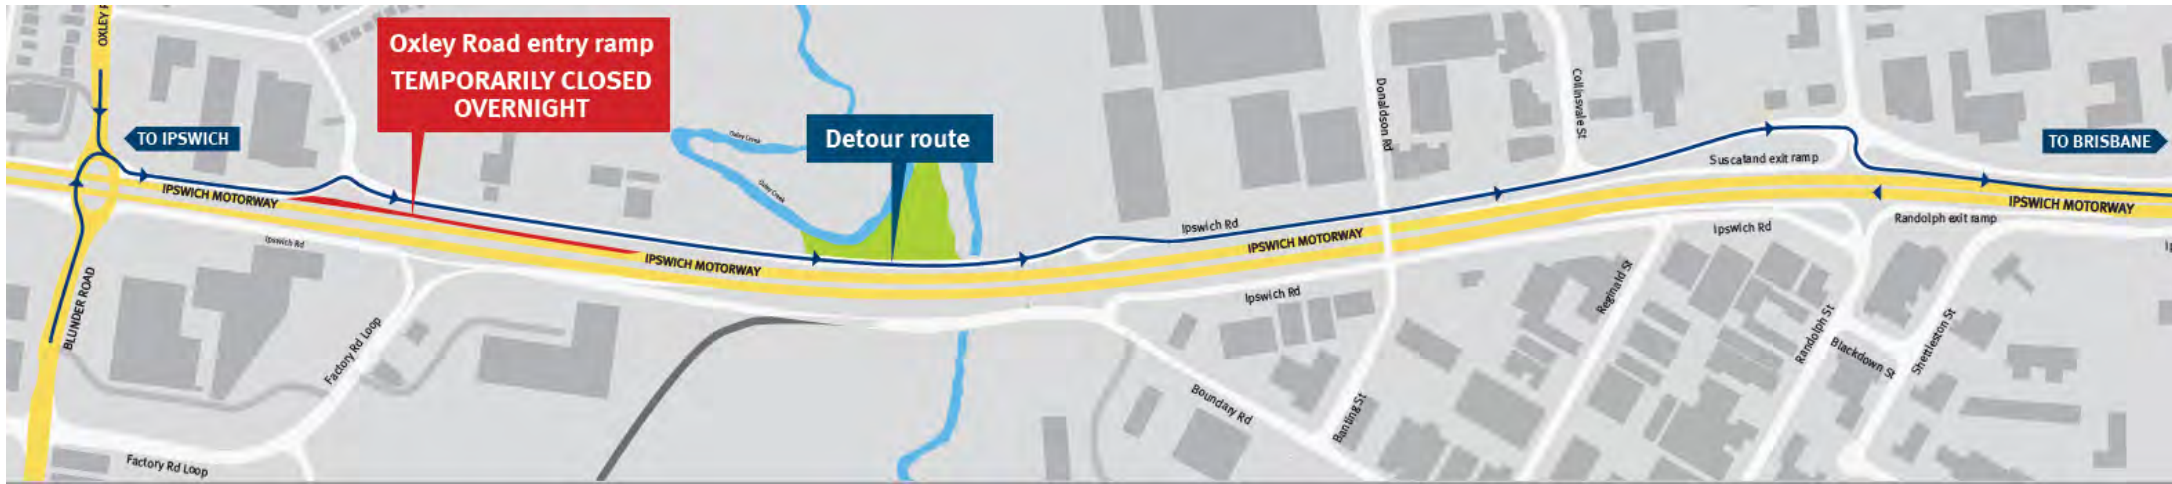 OXLEY R
Oxley Road entry ramp
TEMPORARILY CLOSED
OVERNIGHT
TO IPSWICH
Detour route
TO BRISBANE
Oxley Creek
Oxley Creek
Donaldson Rd
Collinsvale St
Suscatand exit ramp
IPSWICH MOTORWAY
Ipswich Rd
IPSWICH MOTORWAY
IPSWICH MOTORWAY
Ipswich Rd
IPSWICH MOTORWAY
Randolph exit ramp
Ipswich Rd
Ip
BLUNDER ROAD
Factory Rd Loop
Ipswich Rd
Reginald St
Randolph St
Blackdown St
Shettleston St
Boundary Rd
Banting St
Factory Rd Loop